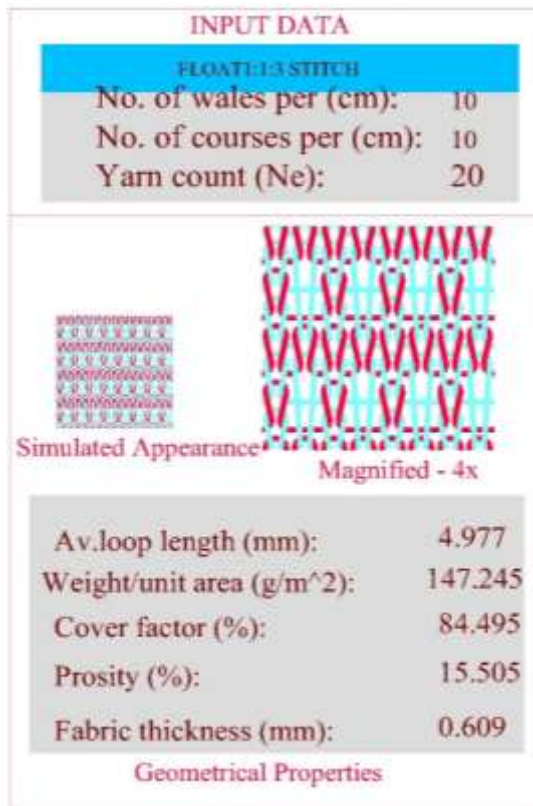 INPUT DATA
FLOAT1:1:3 STITCH
No. of wales per (cm): 10
No. of courses per (cm): 10
Yarn count (Ne): 20
Simulated Appearance
Magnified - 4x
Av.loop length (mm): 4.977
Weight/unit area (g/m^2): 147.245
Cover factor (%): 84.495
Prosity (%): 15.505
Fabric thickness (mm): 0.609
Geometrical Properties